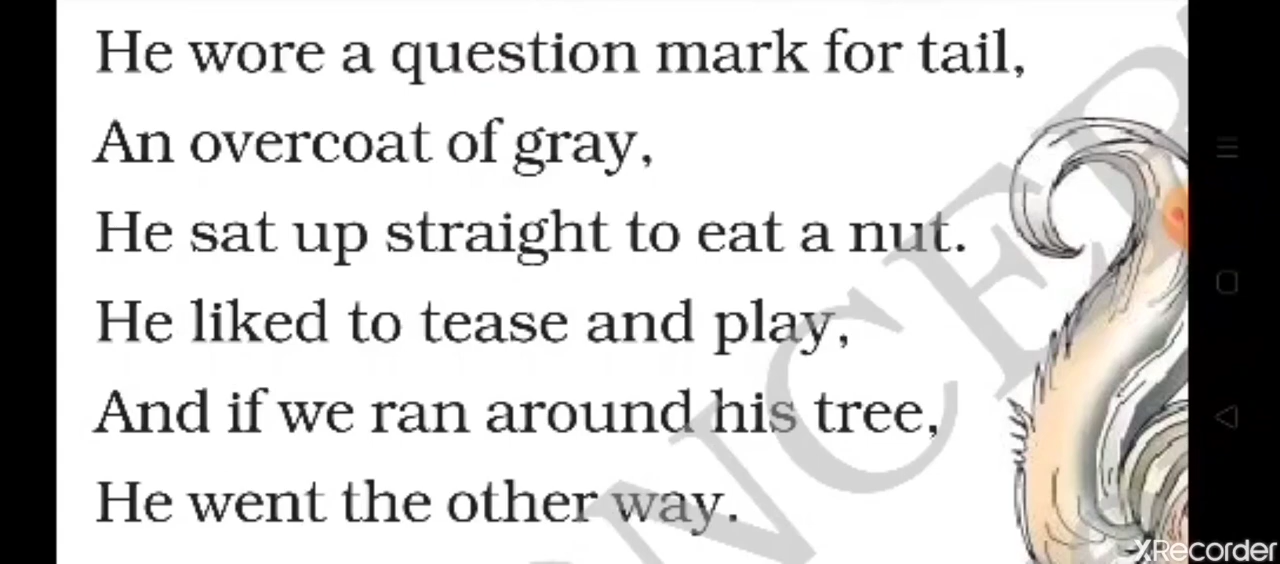 He wore a question mark for tail,
An overcoat of gray,
He sat up straight to eat a nut.
He liked to tease and play,
And if we ran around his tree,
He went the other way.
NCER
XRecorder